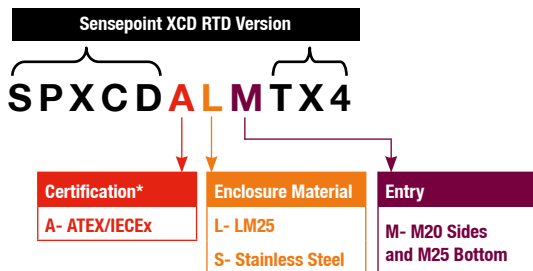 Sensepoint XCD RTD Version
SPXCDALMTX4
Certification*
A- ATEX/IECEx
Enclosure Material
L- LM25
S- Stainless Steel
Entry
M- M20 Sides
and M25 Bottom